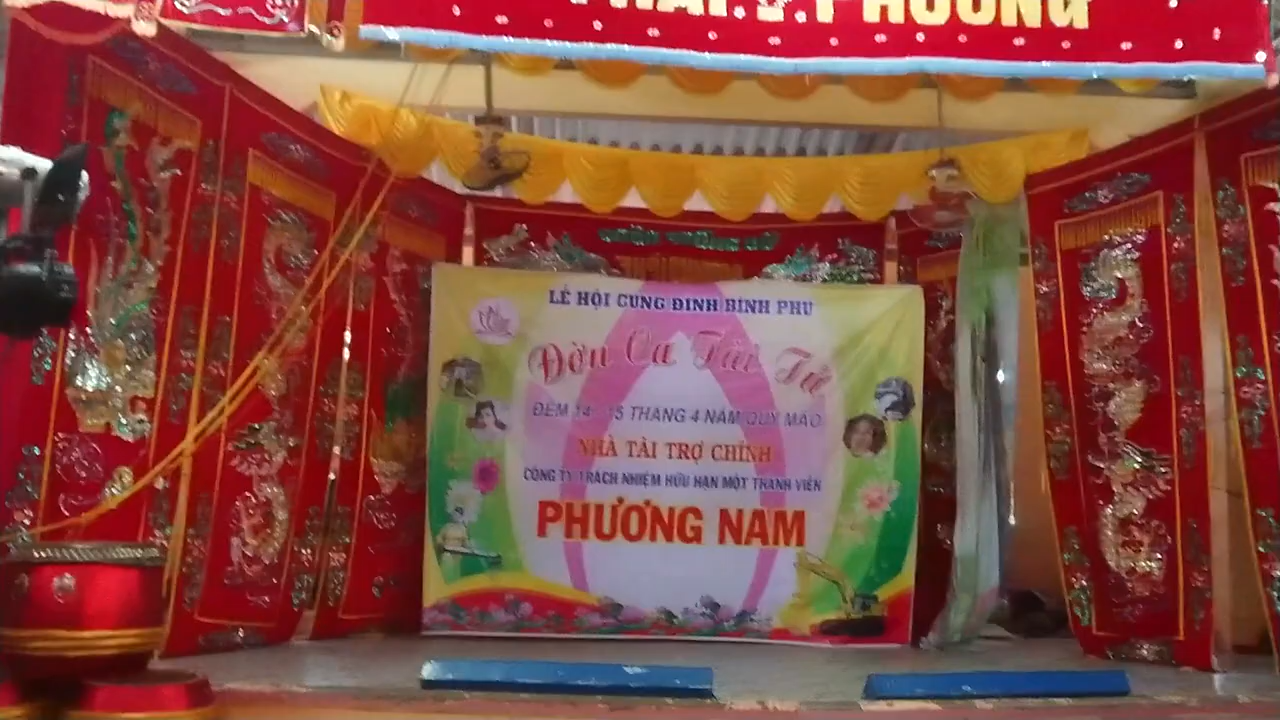 PHƯỜNG
LỄ HỘI CÚNG ĐÌNH BÌNH PHÚ
Đờn Ca Tài Tử
ĐÊM 14 - 15 THÁNG 4 NĂM QUÝ MÃO
NHÀ TÀI TRỢ CHÍNH
CÔNG TY TRÁCH NHIỆM HỮU HẠN MỘT THÀNH VIÊN
PHƯƠNG NAM